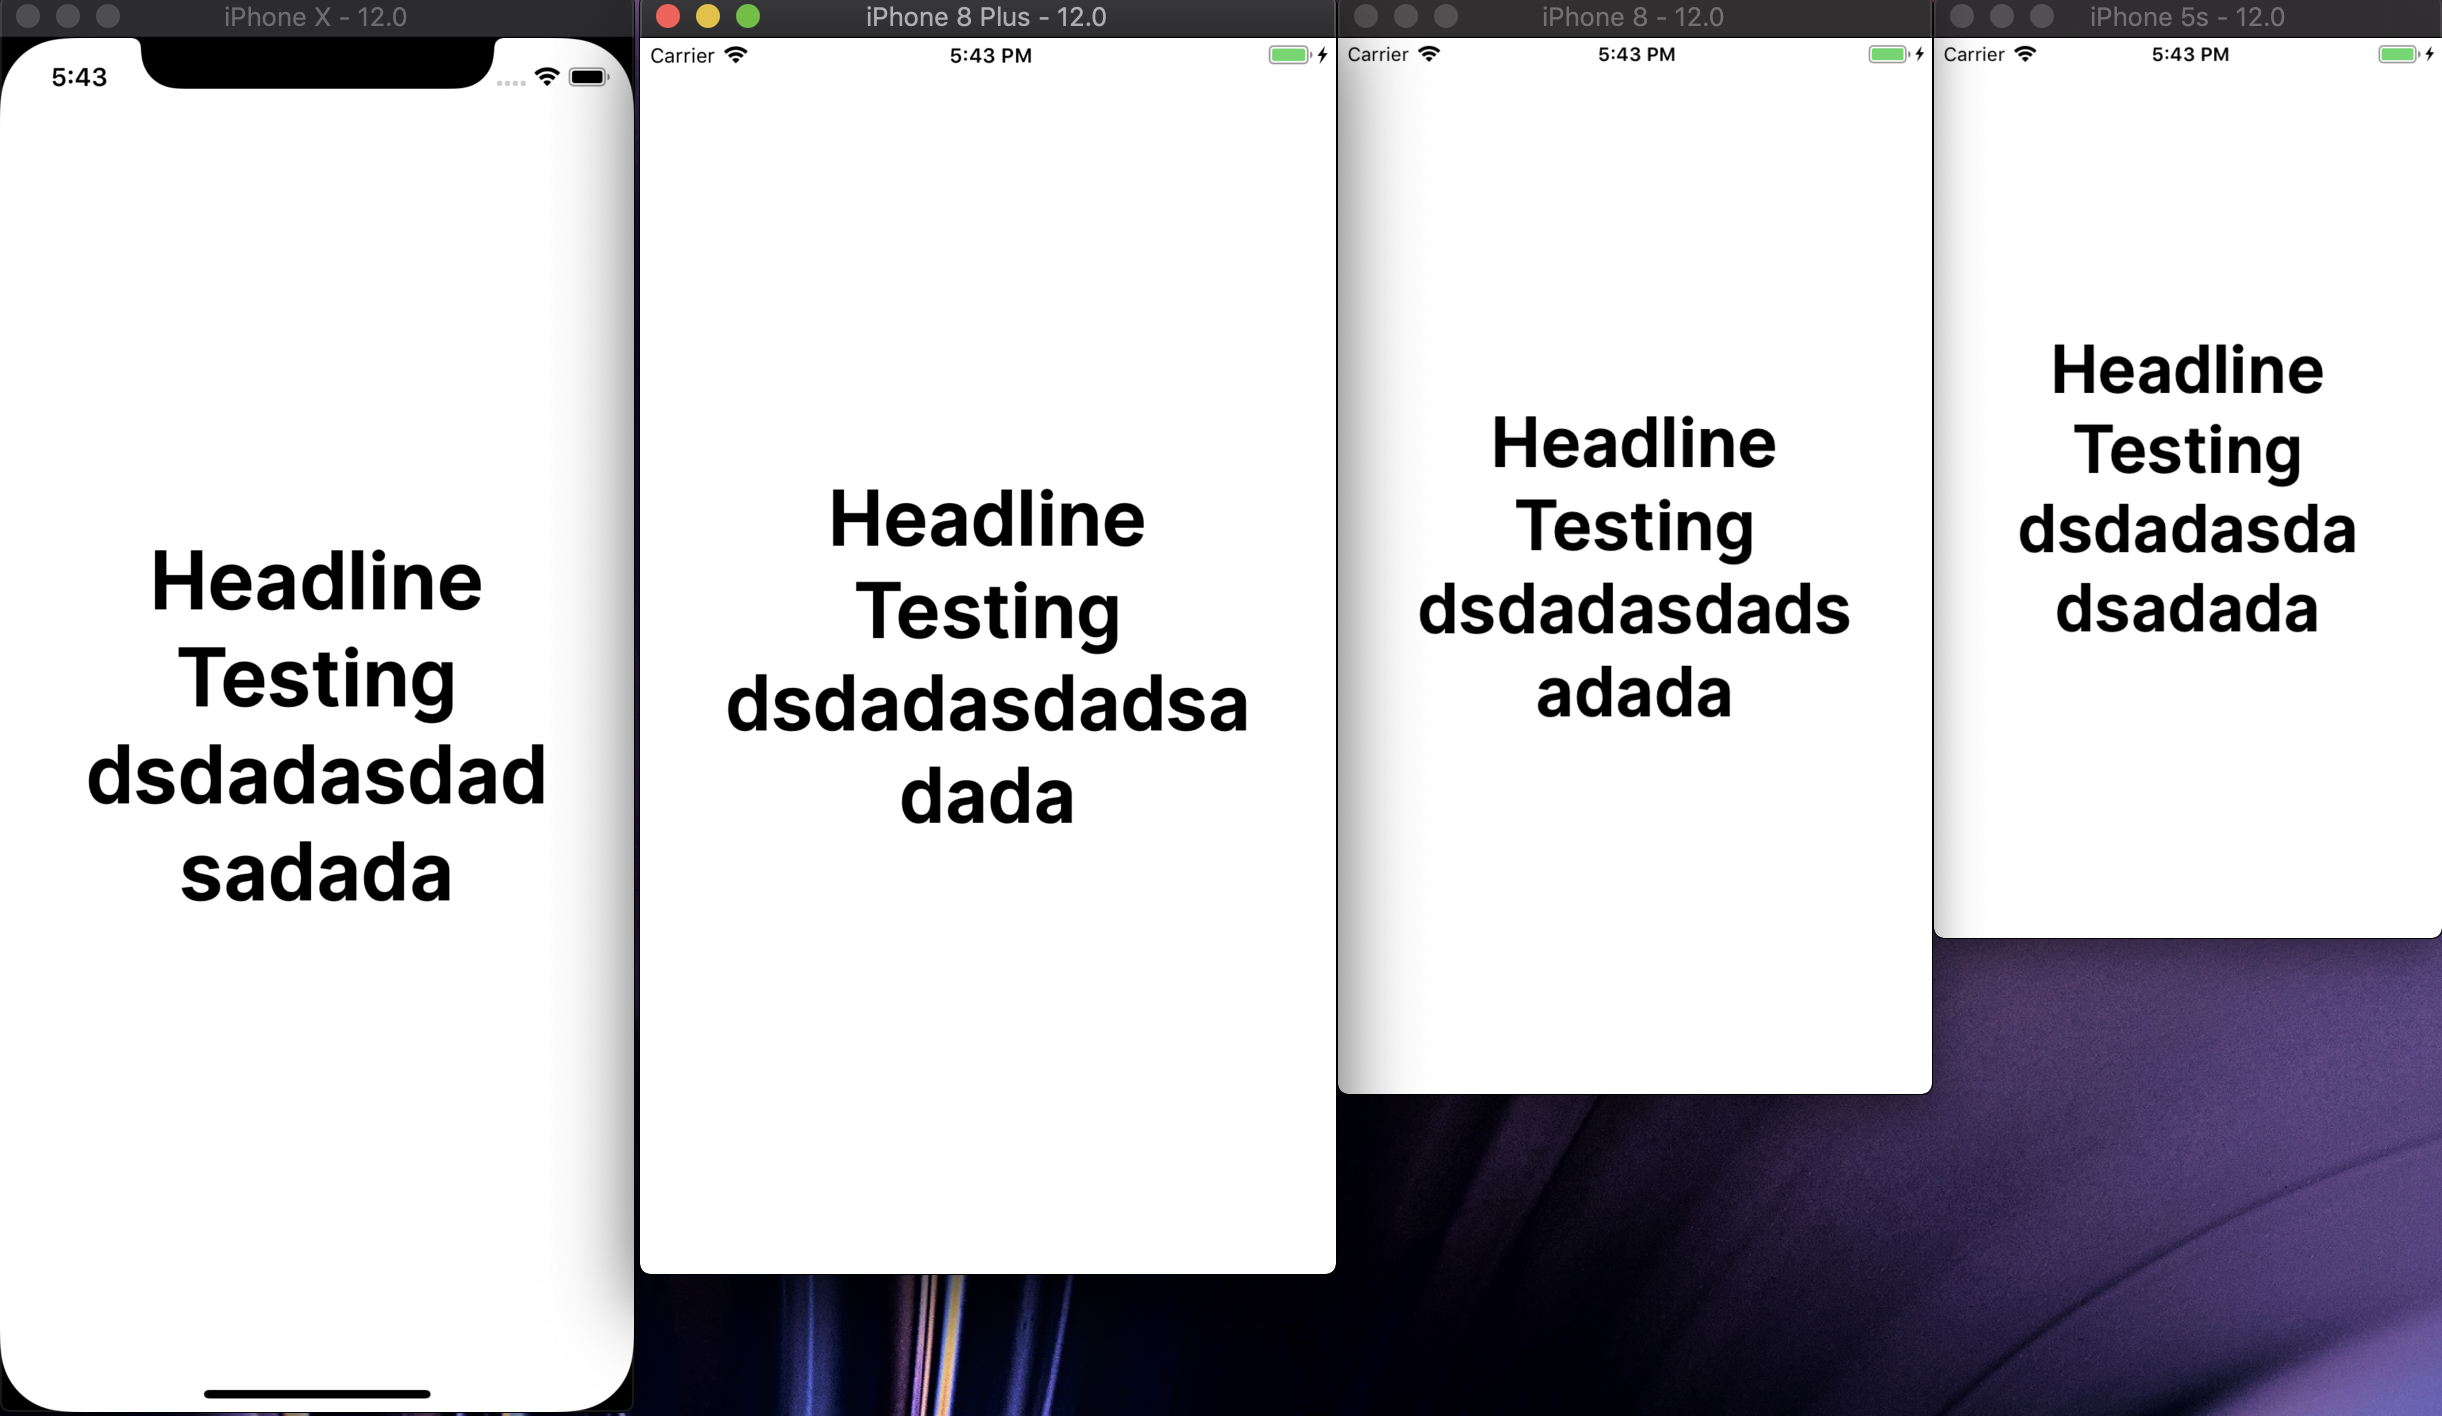 iPhone X - 12.0
5:43
Headline
Testing
dsdadasdad
sadada
iPhone 8 Plus - 12.0
Carrier
5:43 PM
Headline
Testing
dsdadasdadsa
dada
iPhone 8 - 12.0
Carrier
5:43 PM
Headline
Testing
dsdadasdads
adada
iPhone 5s - 12.0
Carrier
5:43 PM
Headline
Testing
dsdadasda
dsadada